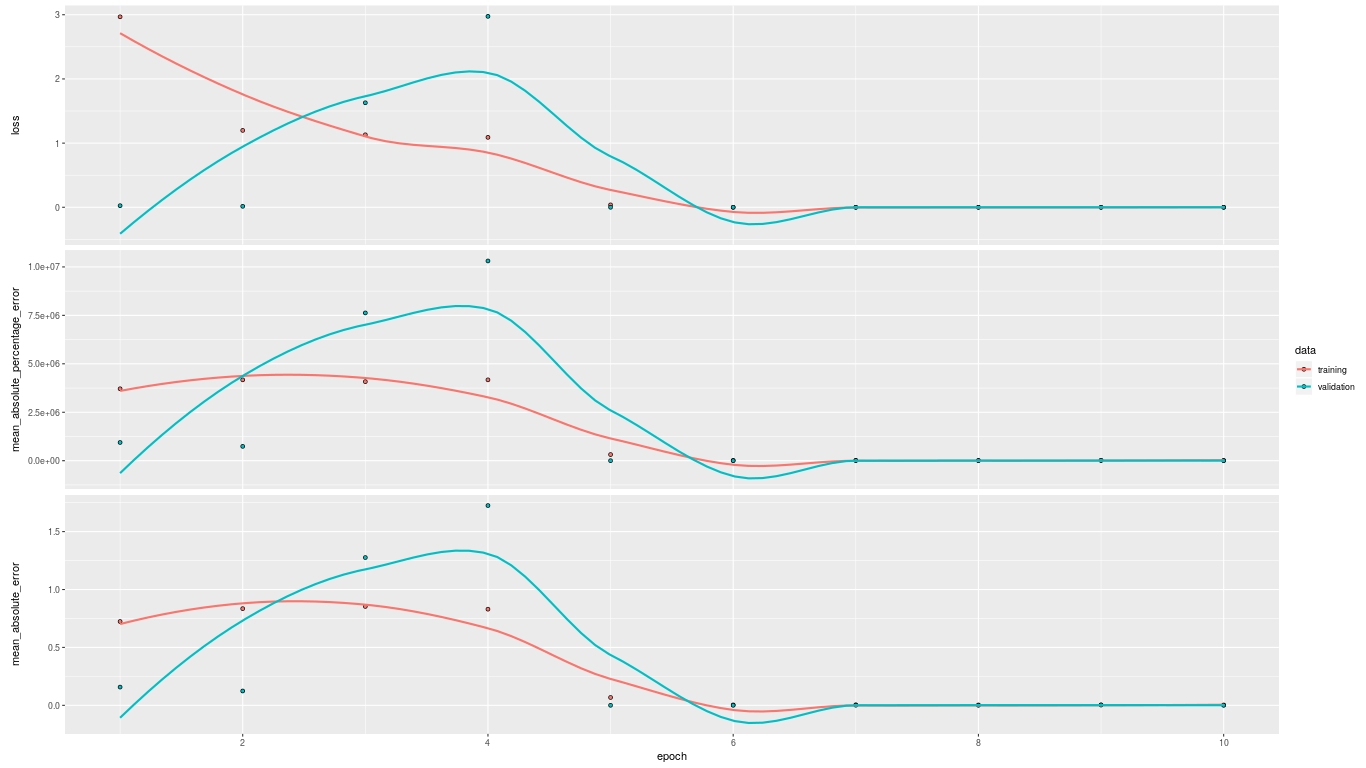 3
2
1
0
loss
1.0e+07
7.5e+06
5.0e+06
2.5e+06
0.0e+00
mean_absolute_percentage_error
1.5
1.0
0.5
0.0
mean_absolute_error
2
4
6
8
10
epoch
data
training
validation